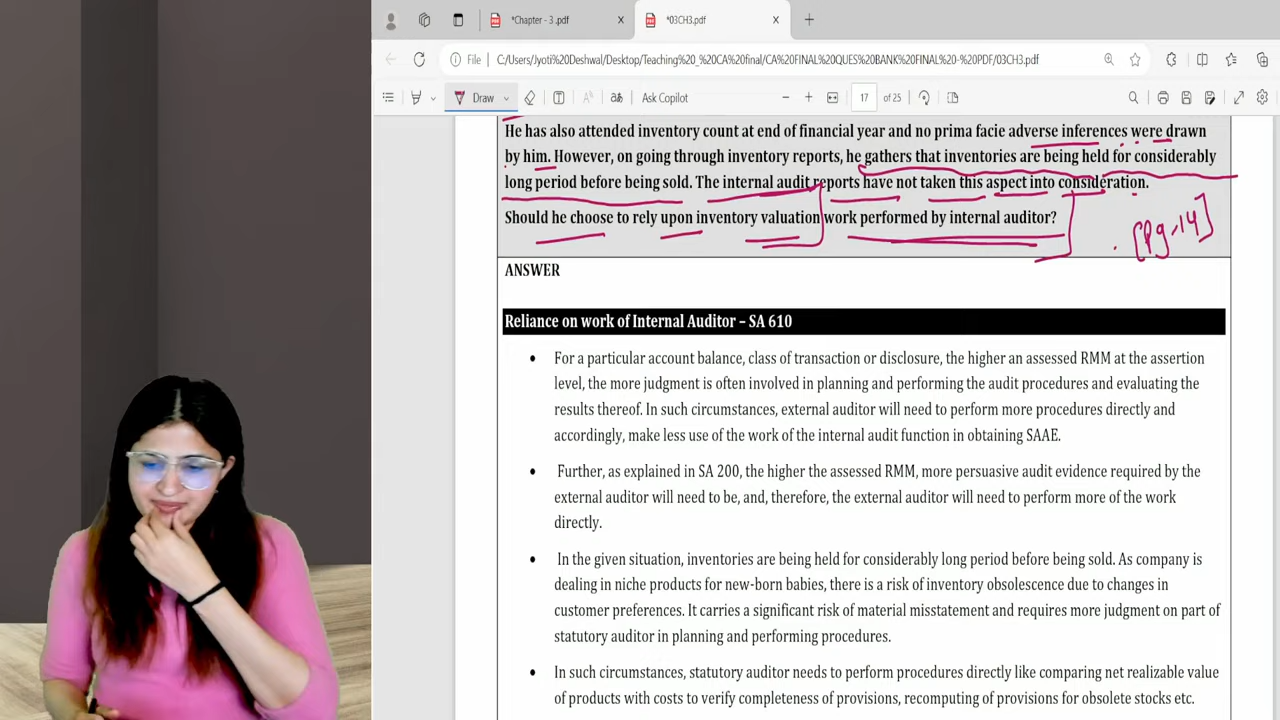 *Chapter - 3 .pdf
*03CH3.pdf
File
C:/Users/Jyoti%20Deshwal/Desktop/Teaching%20_%20CA%20final/CA%20FINAL%20QUES%20BANK%20FINAL%20-%20PDF/03CH3.pdf
Draw
Ask Copilot
17 of 25
He has also attended inventory count at end of financial year and no prima facie adverse inferences were drawn
by him. However, on going through inventory reports, he gathers that inventories are being held for considerably
long period before being sold. The internal audit reports have not taken this aspect into consideration.
Should he choose to rely upon inventory valuation work performed by internal auditor?
[Pg-14]
ANSWER
Reliance on work of Internal Auditor – SA 610
• For a particular account balance, class of transaction or disclosure, the higher an assessed RMM at the assertion
level, the more judgment is often involved in planning and performing the audit procedures and evaluating the
results thereof. In such circumstances, external auditor will need to perform more procedures directly and
accordingly, make less use of the work of the internal audit function in obtaining SAAE.
• Further, as explained in SA 200, the higher the assessed RMM, more persuasive audit evidence required by the
external auditor will need to be, and, therefore, the external auditor will need to perform more of the work
directly.
• In the given situation, inventories are being held for considerably long period before being sold. As company is
dealing in niche products for new-born babies, there is a risk of inventory obsolescence due to changes in
customer preferences. It carries a significant risk of material misstatement and requires more judgment on part of
statutory auditor in planning and performing procedures.
• In such circumstances, statutory auditor needs to perform procedures directly like comparing net realizable value
of products with costs to verify completeness of provisions, recomputing of provisions for obsolete stocks etc.